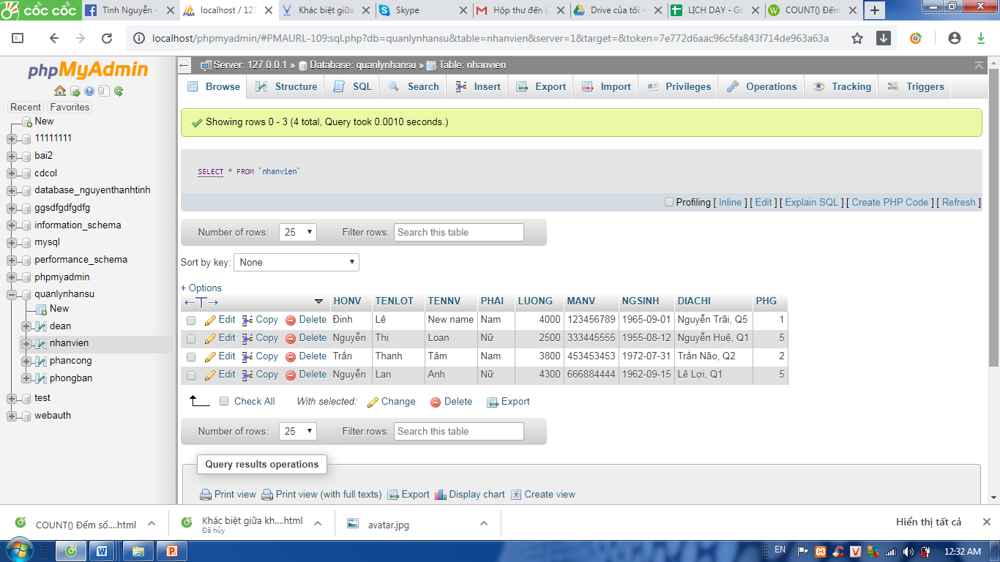 cốc cốc Tinh Nguyễn - localhost / 127 Khác biệt giữa Skype Hộp thư đến ( Drive của tôi - LỊCH DẠY - Go COUNT() Đếm
localhost/phpmyadmin/#PMAURL-109:sql.php?db=quanlynhansu&table=nhanvien&server=1&target=&token=7e772d6aac96c5fa843f714de963a63a
phpMyAdmin
Recent Favorites
New
11111111
bai2
cdcol
database_nguyenthanhtinh
ggsdfgdfgdfg
information_schema
mysql
performance_schema
phpmyadmin
quanlynhansu
New
dean
nhanvien
phancong
phongban
test
webauth
Server: 127.0.0.1 » Database: quanlynhansu » Table: nhanvien
Browse Structure SQL Search Insert Export Import Privileges Operations Tracking Triggers
Showing rows 0 - 3 (4 total, Query took 0.0010 seconds.)
SELECT * FROM `nhanvien`
Profiling [ Inline ] [ Edit ] [ Explain SQL ] [ Create PHP Code ] [ Refresh ]
Number of rows: 25 Filter rows: Search this table
Sort by key: None
+ Options
←T→ HONV TENLOT TENNV PHAI LUONG MANV NGSINH DIACHI PHG
Edit Copy Delete Đinh Lê New name Nam 4000 123456789 1965-09-01 Nguyễn Trãi, Q5 1
Edit Copy Delete Nguyễn Thị Loan Nữ 2500 333445555 1955-08-12 Nguyễn Huệ, Q1 5
Edit Copy Delete Trần Thanh Tâm Nam 3800 453453453 1972-07-31 Trần Não, Q2 2
Edit Copy Delete Nguyễn Lan Anh Nữ 4300 666884444 1962-09-15 Lê Lợi, Q1 5
Check All With selected: Change Delete Export
Number of rows: 25 Filter rows: Search this table
Query results operations
Print view Print view (with full texts) Export Display chart Create view
COUNT() Đếm số....html Khác biệt giữa kh....html avatar.jpg Hiển thị tất cả
Đã hủy
EN 12:32 AM